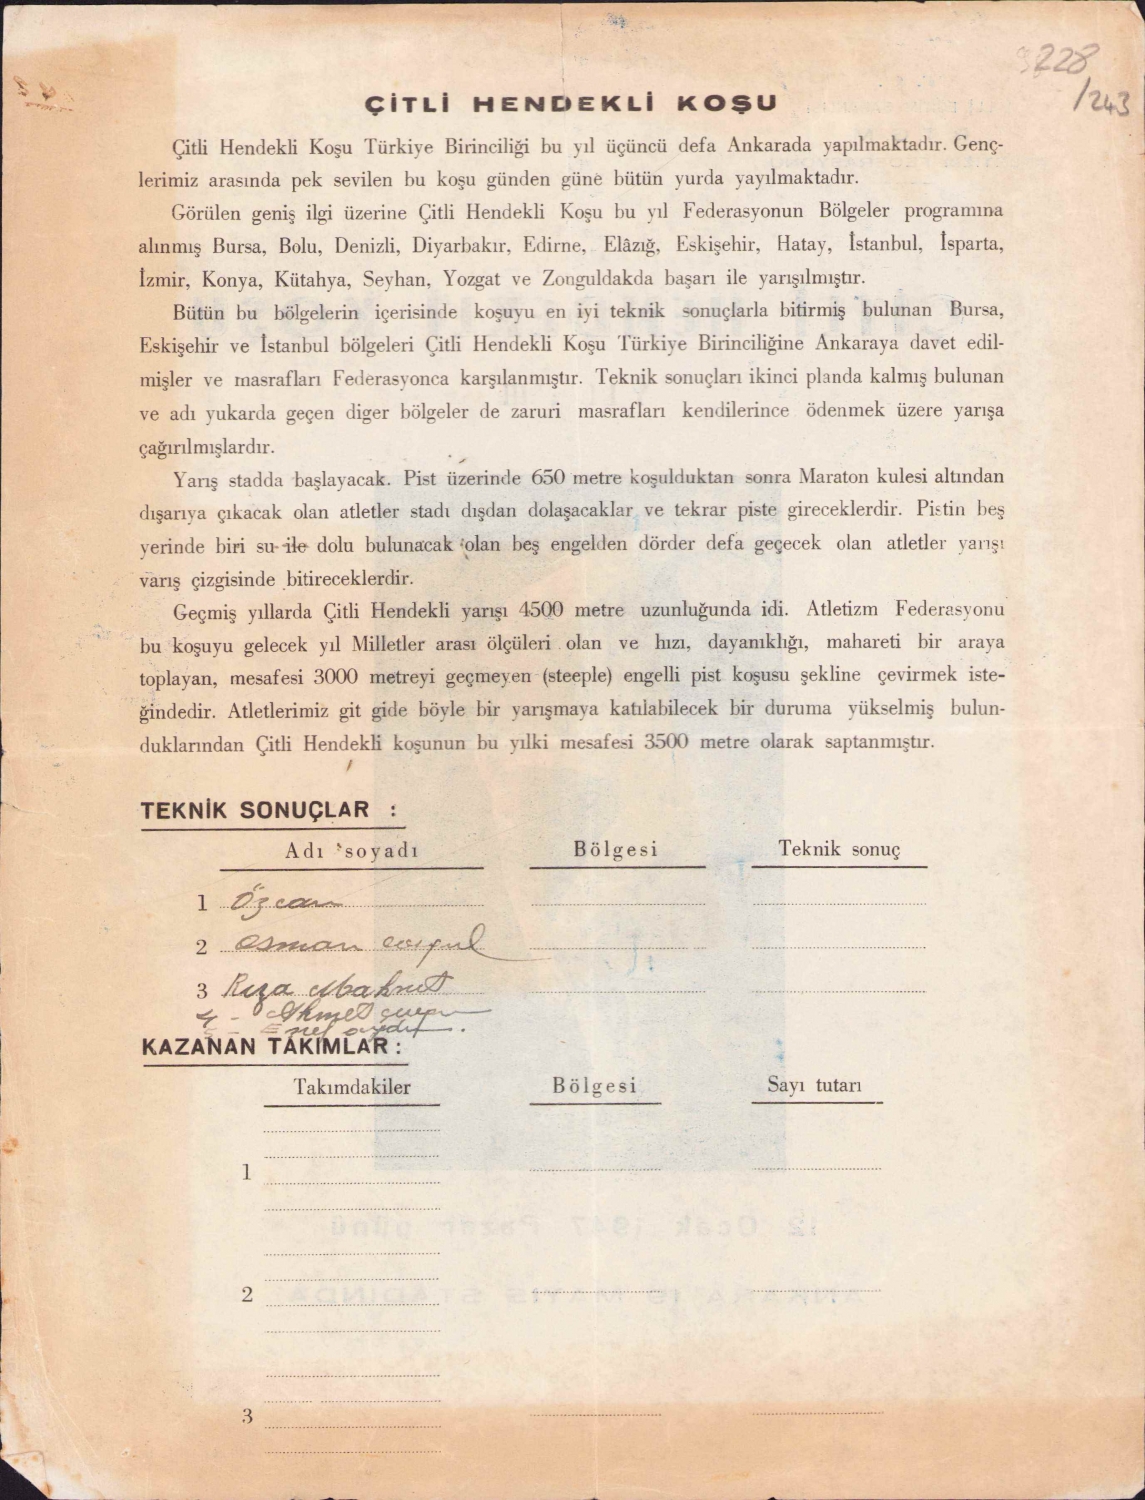 228
/243
ÇİTLİ HENDEKLİ KOŞU
Çitli Hendekli Koşu Türkiye Birinciliği bu yıl üçüncü defa Ankarada yapılmaktadır. Genç-
lerimiz arasında pek sevilen bu koşu günden güne bütün yurda yayılmaktadır.
Görülen geniş ilgi üzerine Çitli Hendekli Koşu bu yıl Federasyonun Bölgeler programına
alınmış Bursa, Bolu, Denizli, Diyarbakır, Edirne, Elâzığ, Eskişehir, Hatay, İstanbul, İsparta,
İzmir, Konya, Kütahya, Seyhan, Yozgat ve Zonguldakda başarı ile yarışılmıştır.
Bütün bu bölgelerin içerisinde koşuyu en iyi teknik sonuçlarla bitirmiş bulunan Bursa,
Eskişehir ve İstanbul bölgeleri Çitli Hendekli Koşu Türkiye Birinciliğine Ankaraya davet edil-
mişler ve masrafları Federasyonca karşılanmıştır. Teknik sonuçları ikinci planda kalmış bulunan
ve adı yukarda geçen diger bölgeler de zaruri masrafları kendilerince ödenmek üzere yarışa
çağırılmışlardır.
Yarış stadda başlayacak. Pist üzerinde 650 metre koşulduktan sonra Maraton kulesi altından
dışarıya çıkacak olan atletler stadı dışdan dolaşacaklar ve tekrar piste gireceklerdir. Pistin beş
yerinde biri su ile dolu bulunacak olan beş engelden dörder defa geçecek olan atletler yarışı
varış çizgisinde bitireceklerdir.
Geçmiş yıllarda Çitli Hendekli yarışı 4500 metre uzunluğunda idi. Atletizm Federasyonu
bu koşuyu gelecek yıl Milletler arası ölçüleri olan ve hızı, dayanıklığı, mahareti bir araya
toplayan, mesafesi 3000 metreyi geçmeyen (steeple) engelli pist koşusu şekline çevirmek iste-
ğindedir. Atletlerimiz git gide böyle bir yarışmaya katılabilecek bir duruma yükselmiş bulun-
duklarından Çitli Hendekli koşunun bu yılki mesafesi 3500 metre olarak saptanmıştır.
TEKNİK SONUÇLAR :
Adı soyadı Bölgesi Teknik sonuç
1 Özcan
2 Osman coşgul
3 Rıza Mahmut
4 - Ahmet
5 -
KAZANAN TAKIMLAR :
Takımdakiler Bölgesi Sayı tutarı
1
2
3